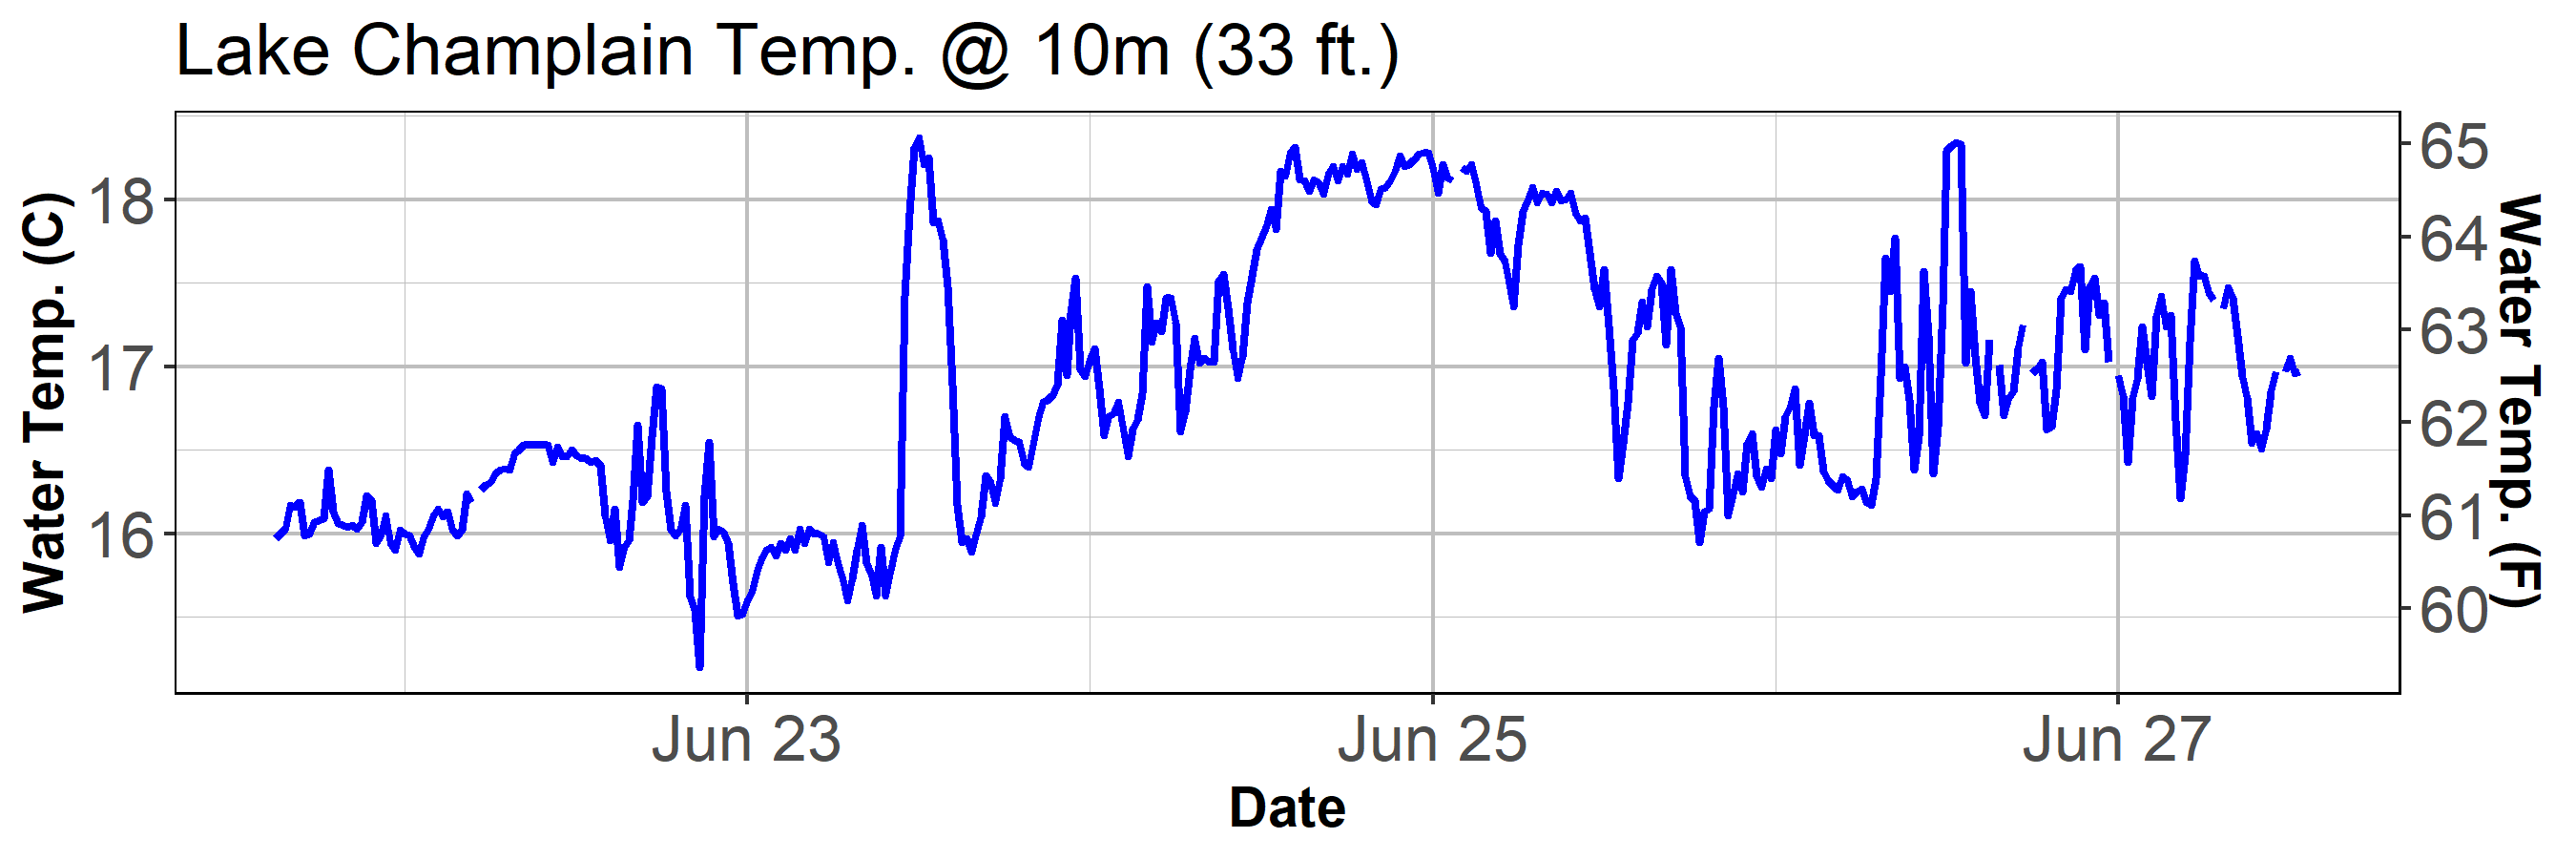 Lake Champlain Temp. @ 10m (33 ft.)
Water Temp. (C)
18
17
16
65
64
63
62
61
60
Water Temp. (F)
Jun 23 Jun 25 Jun 27
Date